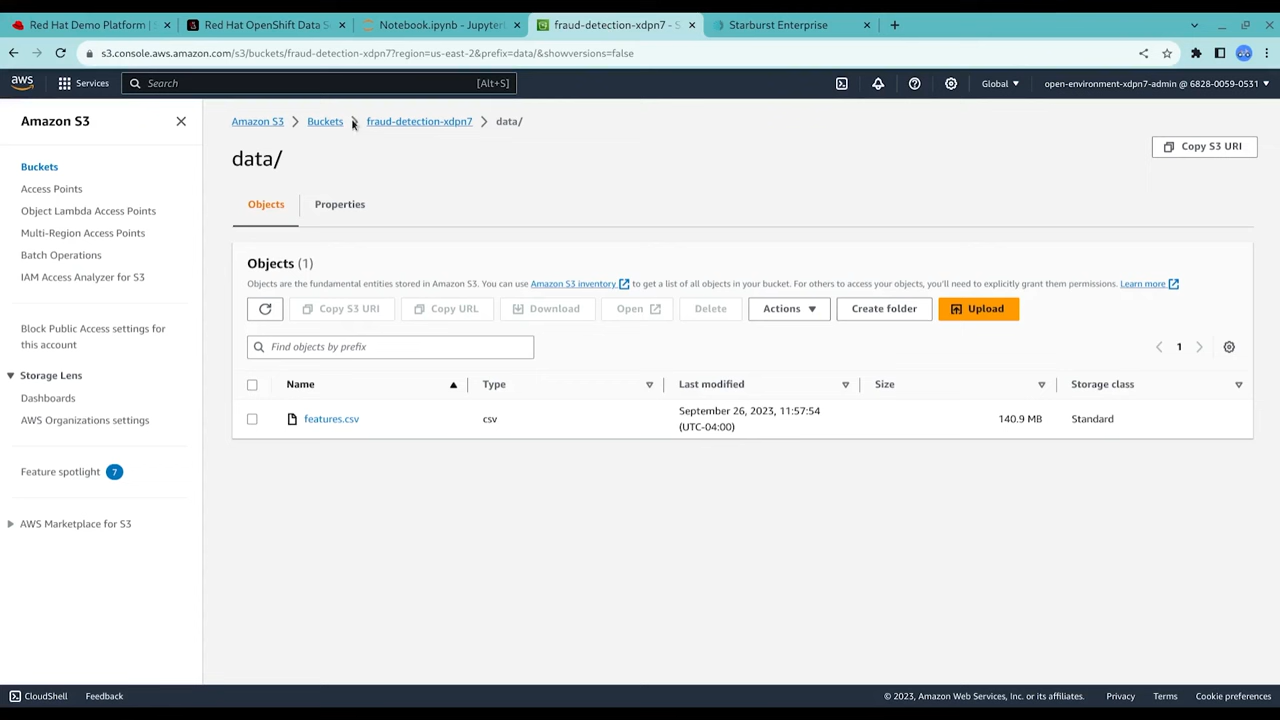 Red Hat Demo Platform
Red Hat OpenShift Data S
Notebook.ipynb - Jupyter
fraud-detection-xdpn7 - S
Starburst Enterprise
s3.console.aws.amazon.com/s3/buckets/fraud-detection-xdpn7?region=us-east-2&prefix=data/&showversions=false
aws
Services
Search
[Alt+S]
Global
open-environment-xdpn7-admin @ 6828-0059-0531
Amazon S3
Buckets
Access Points
Object Lambda Access Points
Multi-Region Access Points
Batch Operations
IAM Access Analyzer for S3
Block Public Access settings for
this account
Storage Lens
Dashboards
AWS Organizations settings
Feature spotlight 7
AWS Marketplace for S3
Amazon S3 > Buckets > fraud-detection-xdpn7 > data/
data/
Copy S3 URI
Objects
Properties
Objects (1)
Objects are the fundamental entities stored in Amazon S3. You can use Amazon S3 inventory to get a list of all objects in your bucket. For others to access your objects, you'll need to explicitly grant them permissions. Learn more
Copy S3 URI
Copy URL
Download
Open
Delete
Actions
Create folder
Upload
Find objects by prefix
1
Name
Type
Last modified
Size
Storage class
features.csv
csv
September 26, 2023, 11:57:54
(UTC-04:00)
140.9 MB
Standard
CloudShell
Feedback
© 2023, Amazon Web Services, Inc. or its affiliates.
Privacy
Terms
Cookie preferences